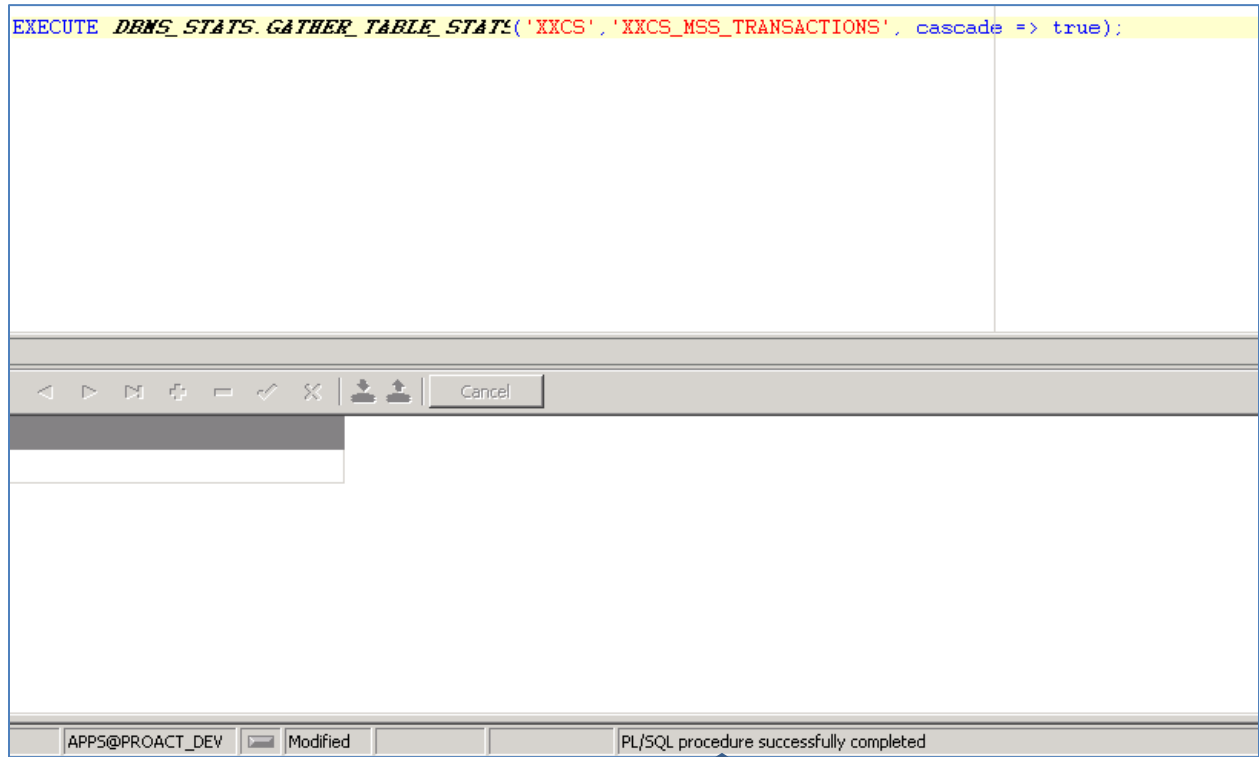 EXECUTE DBMS_STATS.GATHER_TABLE_STATS('XXCS','XXCS_MSS_TRANSACTIONS', cascade => true);
Cancel
APPS@PROACT_DEV Modified PL/SQL procedure successfully completed